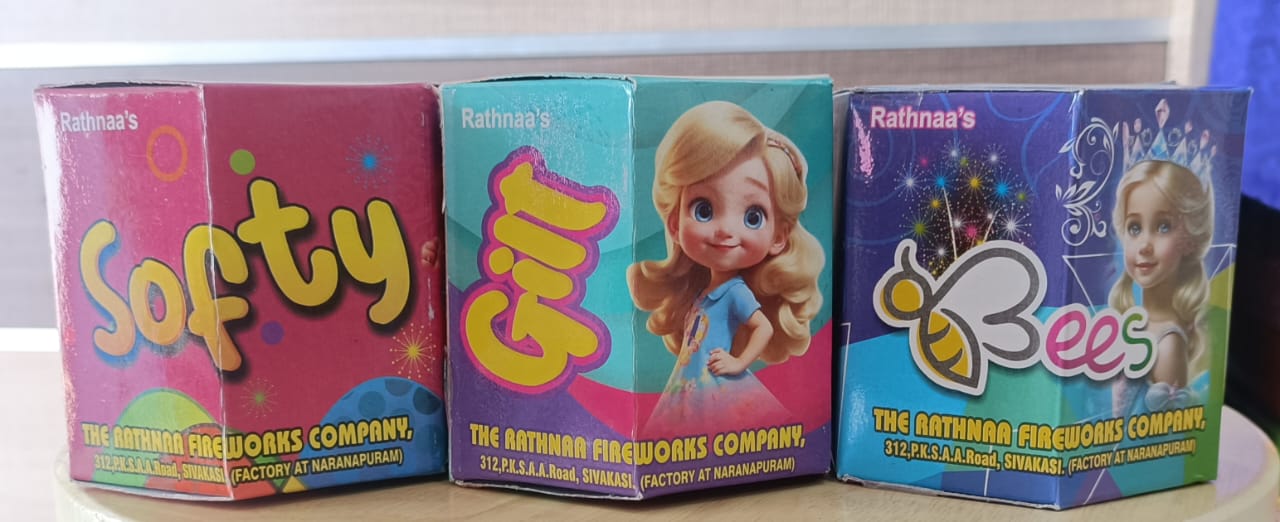 Rathnaa's
Softy
THE RATHNAA FIREWORKS COMPANY,
312,P.K.S.A.A.Road, SIVAKASI. (FACTORY AT NARANAPURAM)
Rathnaa's
Gilt
THE RATHNAA FIREWORKS COMPANY,
312,P.K.S.A.A.Road, SIVAKASI. (FACTORY AT NARANAPURAM)
Rathnaa's
Bees
THE RATHNAA FIREWORKS COMPANY,
312,P.K.S.A.A.Road, SIVAKASI. (FACTORY AT NARANAPURAM)